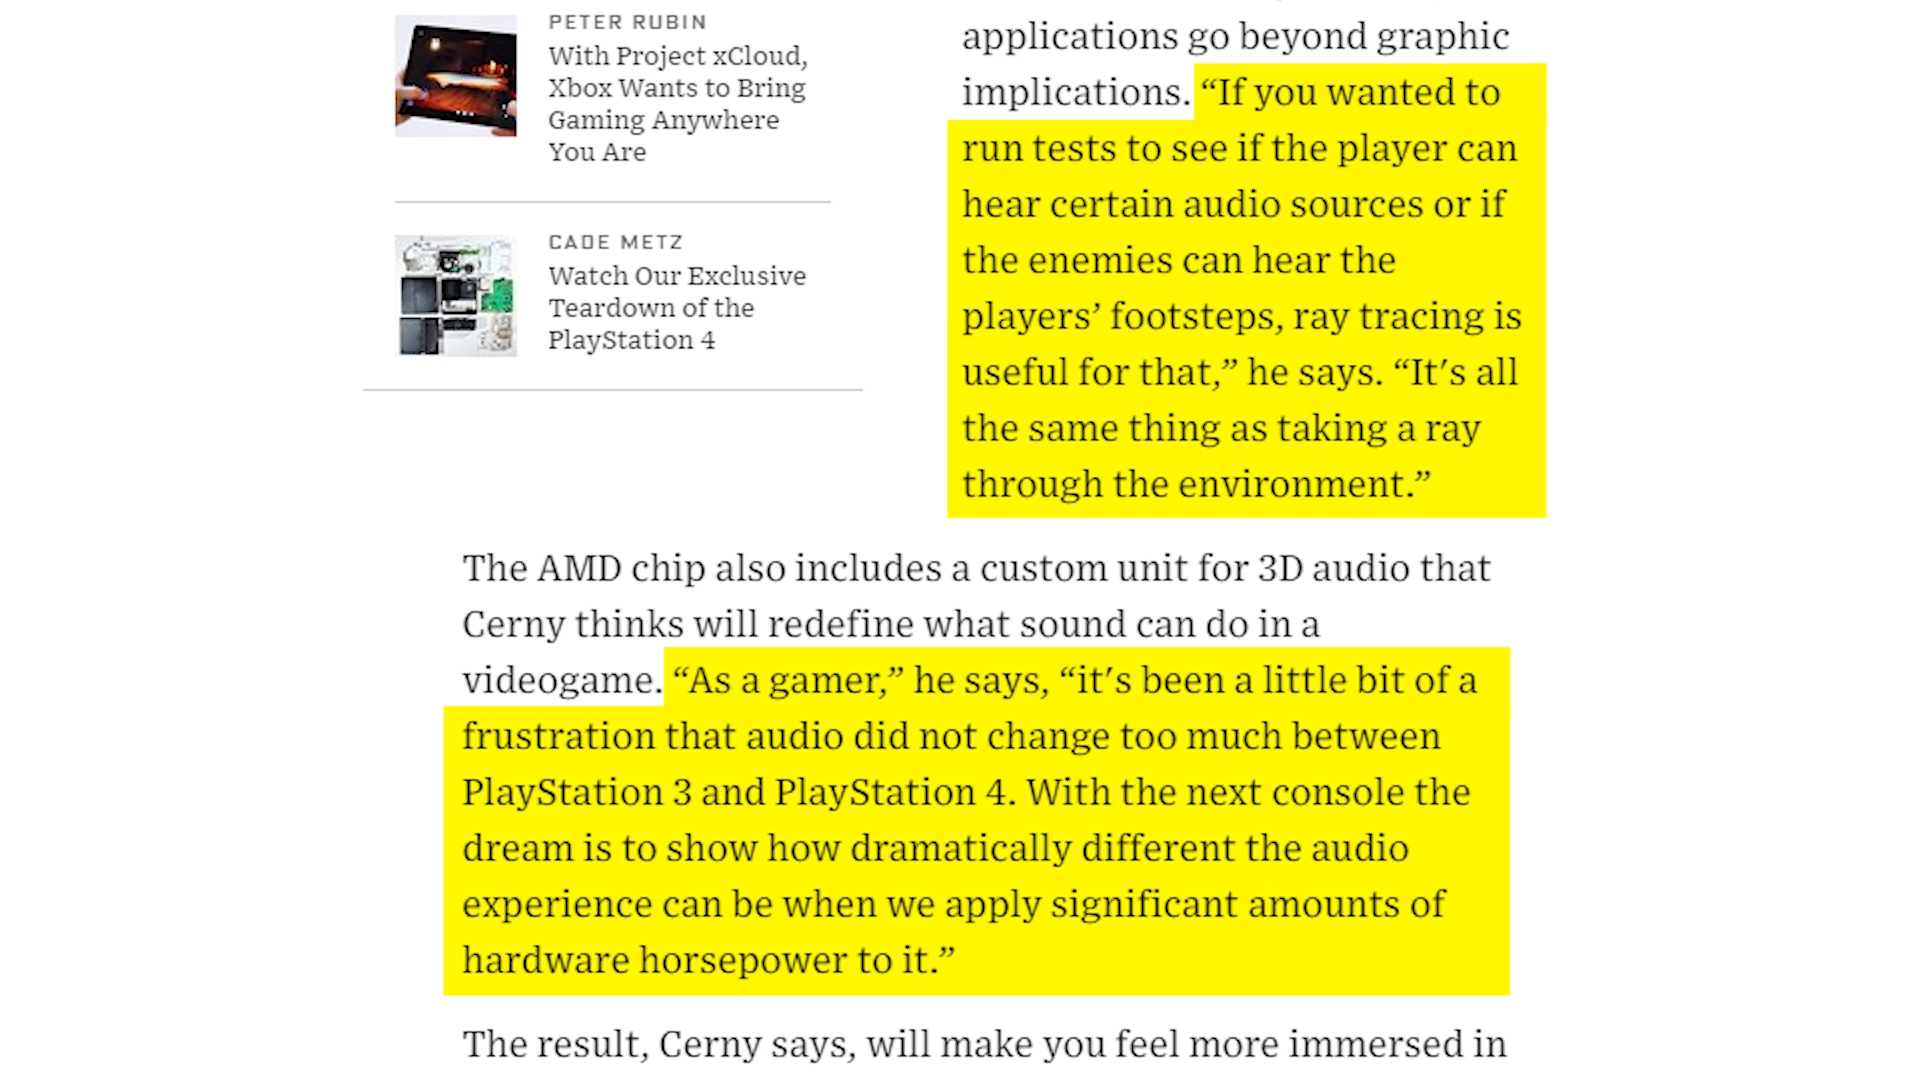 PETER RUBIN
With Project xCloud,
Xbox Wants to Bring
Gaming Anywhere
You Are
CADE METZ
Watch Our Exclusive
Teardown of the
PlayStation 4
applications go beyond graphic
implications. “If you wanted to
run tests to see if the player can
hear certain audio sources or if
the enemies can hear the
players’ footsteps, ray tracing is
useful for that,” he says. “It's all
the same thing as taking a ray
through the environment.”
The AMD chip also includes a custom unit for 3D audio that
Cerny thinks will redefine what sound can do in a
videogame. “As a gamer,” he says, “it's been a little bit of a
frustration that audio did not change too much between
PlayStation 3 and PlayStation 4. With the next console the
dream is to show how dramatically different the audio
experience can be when we apply significant amounts of
hardware horsepower to it.”
The result, Cerny says, will make you feel more immersed in